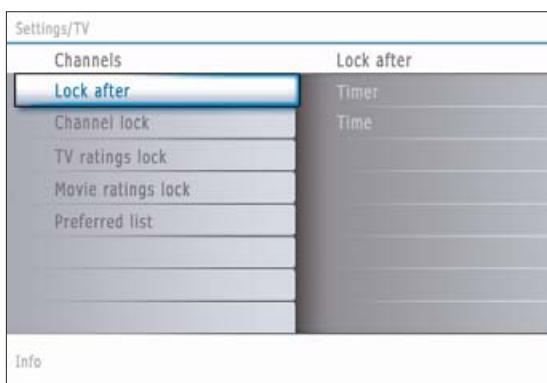 Settings/TV
Channels
Lock after
Lock after
Timer
Channel lock
Time
TV ratings lock
Movie ratings lock
Preferred list
Info